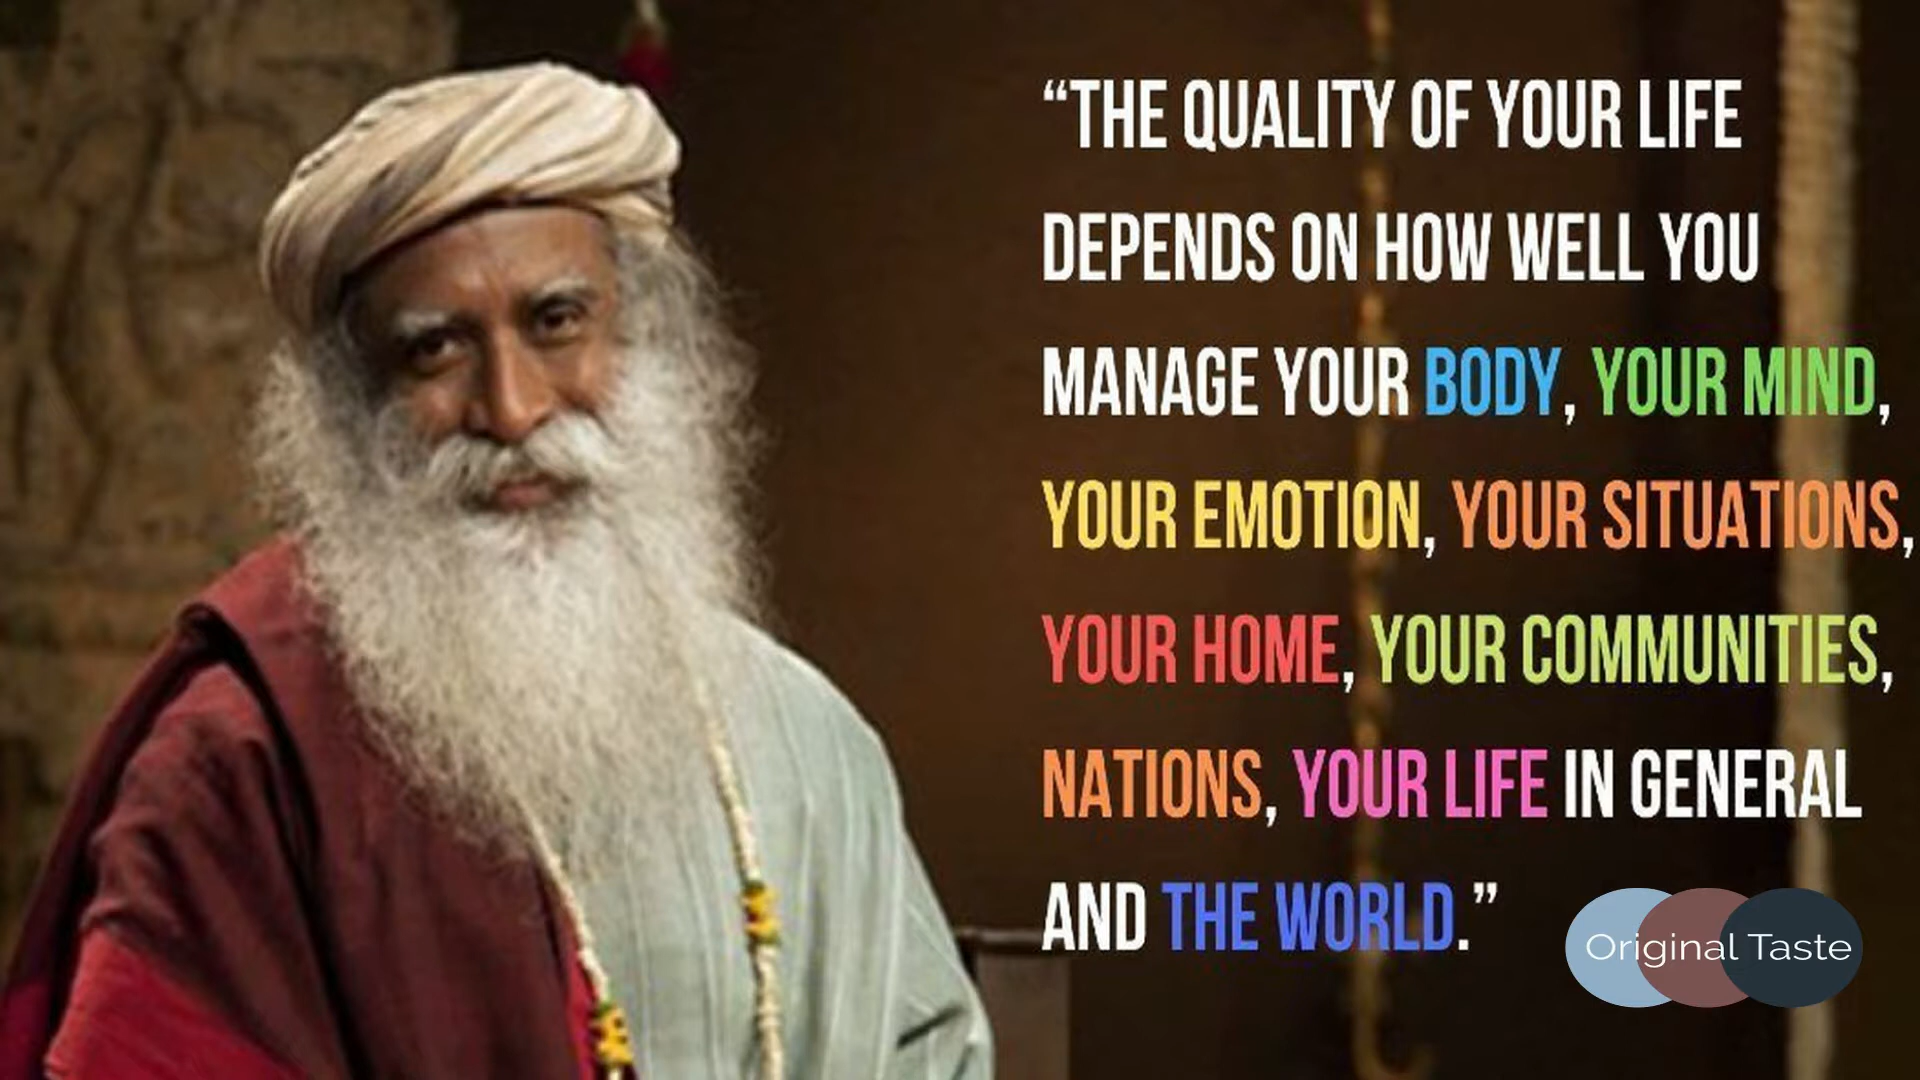 “THE QUALITY OF YOUR LIFE
DEPENDS ON HOW WELL YOU
MANAGE YOUR BODY, YOUR MIND,
YOUR EMOTION, YOUR SITUATIONS,
YOUR HOME, YOUR COMMUNITIES,
NATIONS, YOUR LIFE IN GENERAL
AND THE WORLD.”
Original Taste